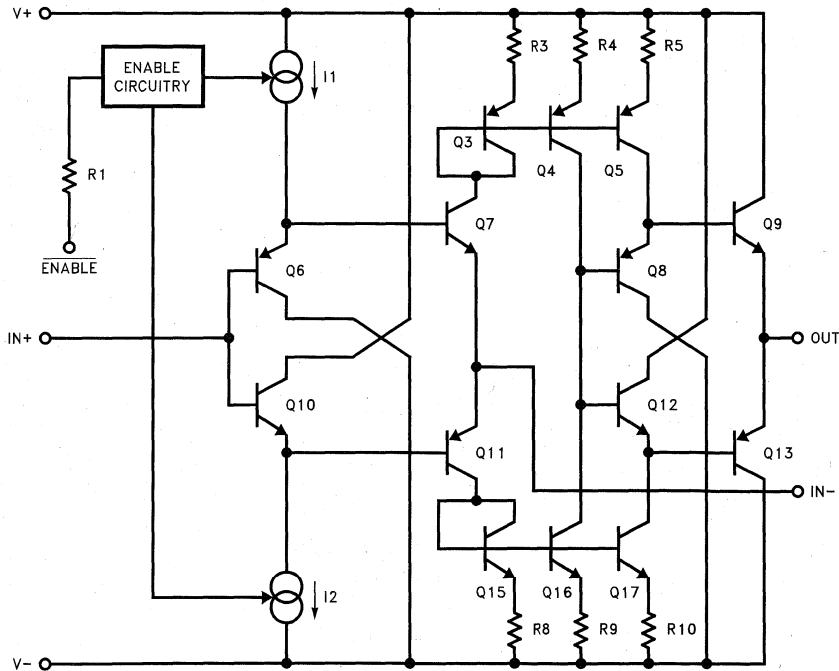 V+
R3 R4 R5
ENABLE
CIRCUITRY
I1
Q3 Q4 Q5
R1
Q7 Q9
ENABLE
Q6 Q8
IN+ OUT
Q10 Q12
Q11 Q13
IN-
Q15 Q16 Q17
I2
R8 R9 R10
V-